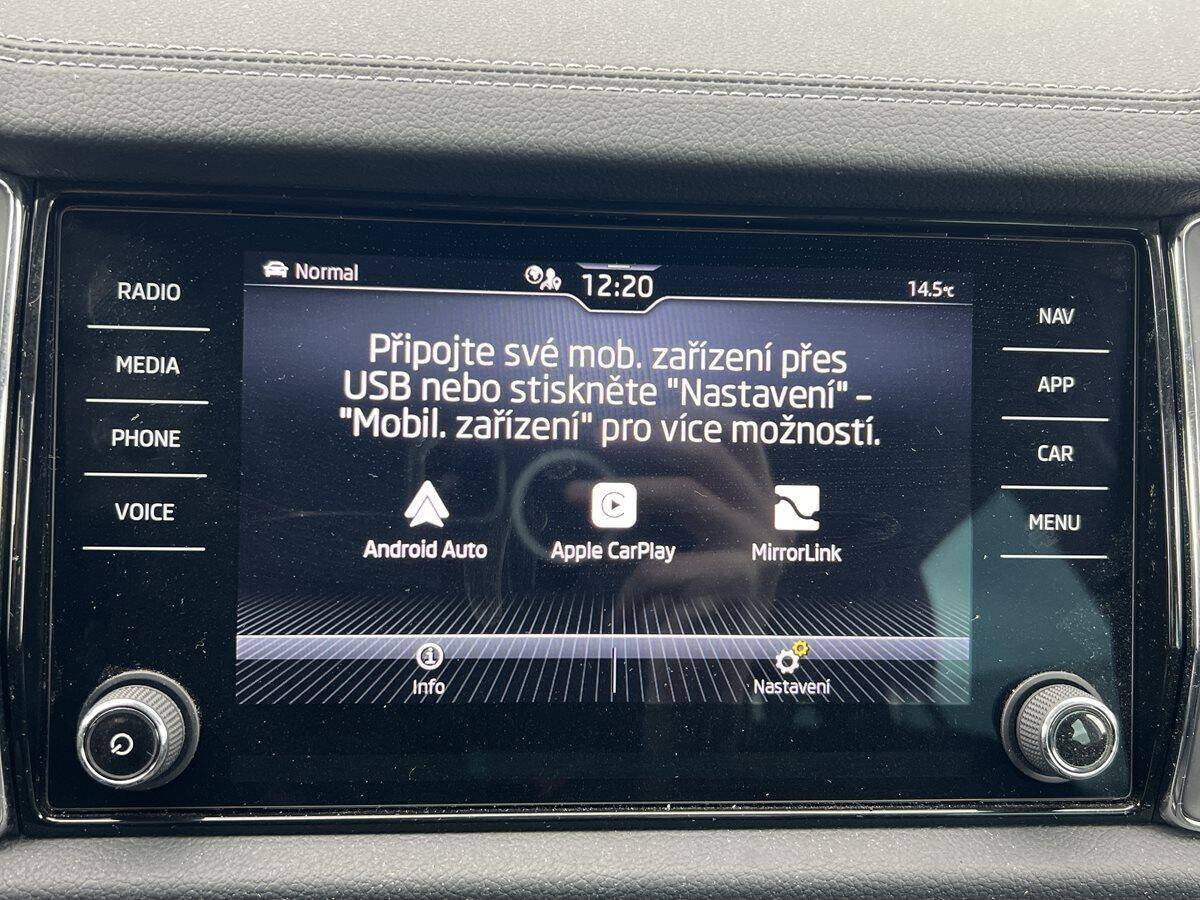 Normal
12:20
14.5°C
RADIO
MEDIA
PHONE
VOICE
Připojte své mob. zařízení přes
USB nebo stiskněte "Nastavení" –
"Mobil. zařízení" pro více možností.
Android Auto
Apple CarPlay
MirrorLink
Info
Nastavení
NAV
APP
CAR
MENU